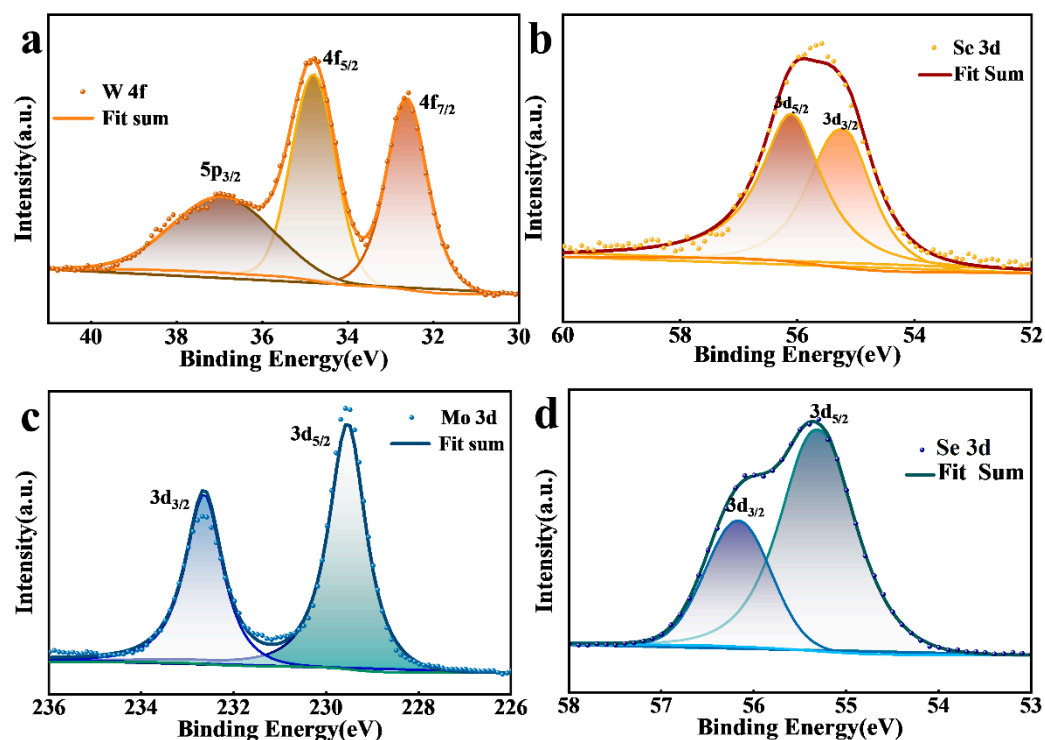 a
W 4f
Fit sum
5p3/2
4f5/2
4f7/2
Intensity(a.u.)
40 38 36 34 32 30
Binding Energy(eV)
b
Se 3d
Fit Sum
3d5/2
3d3/2
Intensity(a.u.)
60 58 56 54 52
Binding Energy(eV)
c
Mo 3d
Fit sum
3d5/2
3d3/2
Intensity(a.u.)
236 234 232 230 228 226
Binding Energy(eV)
d
3d5/2
Se 3d
Fit Sum
3d3/2
Intensity(a.u.)
58 57 56 55 54 53
Binding Energy(eV)